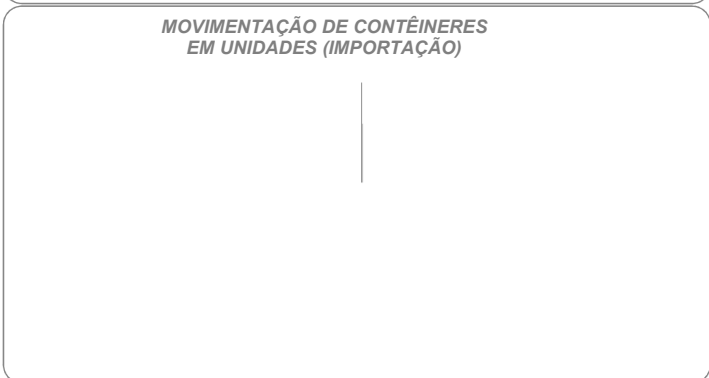 MOVIMENTAÇÃO DE CONTÊINERES
EM UNIDADES (IMPORTAÇÃO)